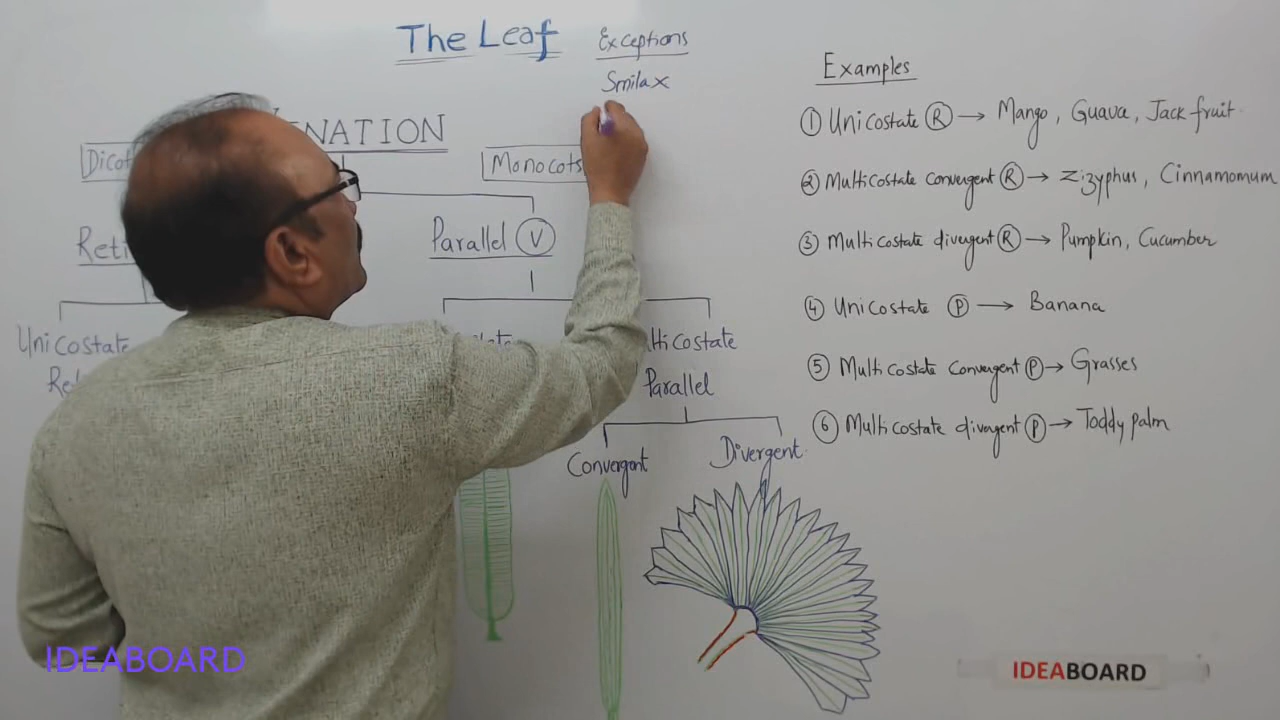 The Leaf
Exceptions
Smilax
VENATION
Monocots
Parallel V
Unicostate
Multicostate
Parallel
Convergent
Divergent
Examples
① Unicostate Ⓡ → Mango, Guava, Jack fruit.
② Multicostate convergent Ⓡ → Zizyphus, Cinnamomum
③ Multicostate divergent Ⓡ → Pumpkin, Cucumber
④ Unicostate Ⓟ → Banana
⑤ Multicostate convergent Ⓟ → Grasses
⑥ Multicostate divergent Ⓟ → Toddy palm
IDEABOARD
IDEABOARD